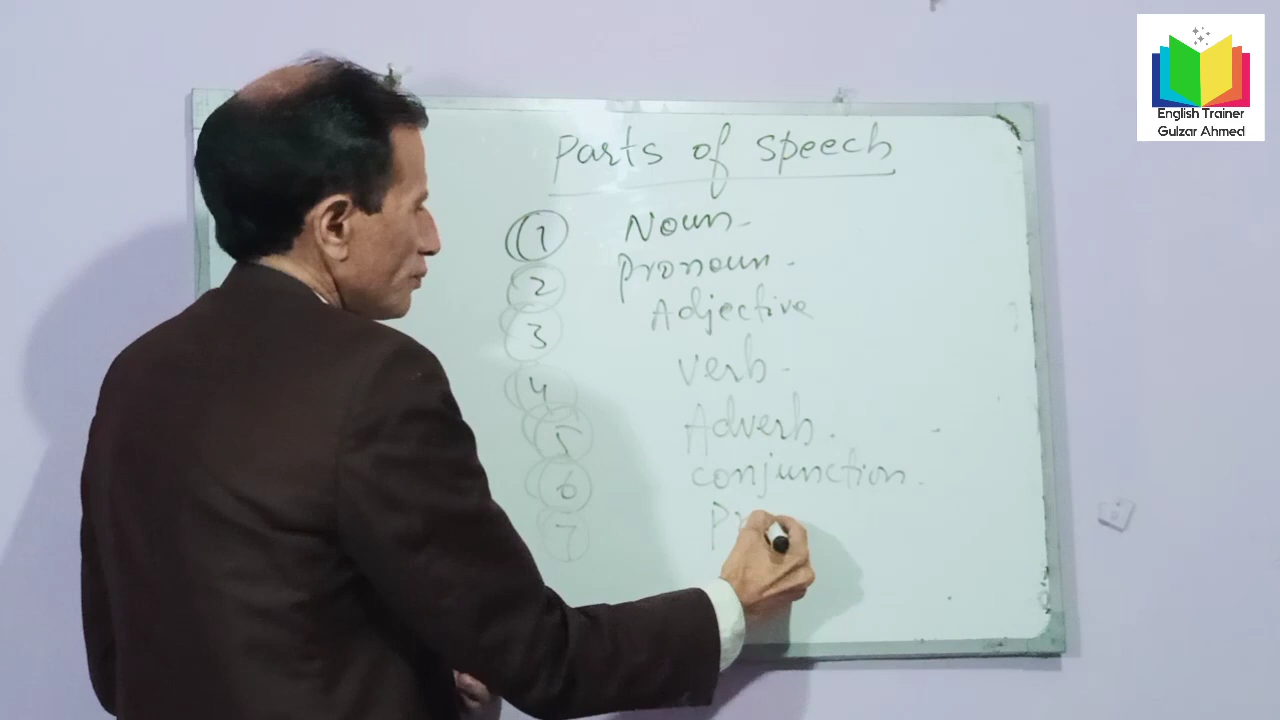 English Trainer
Gulzar Ahmed
Parts of speech
1 Noun-
2 Pronoun.
3 Adjective
4 Verb-
5 Adverb.
6 conjunction.
7 Pr